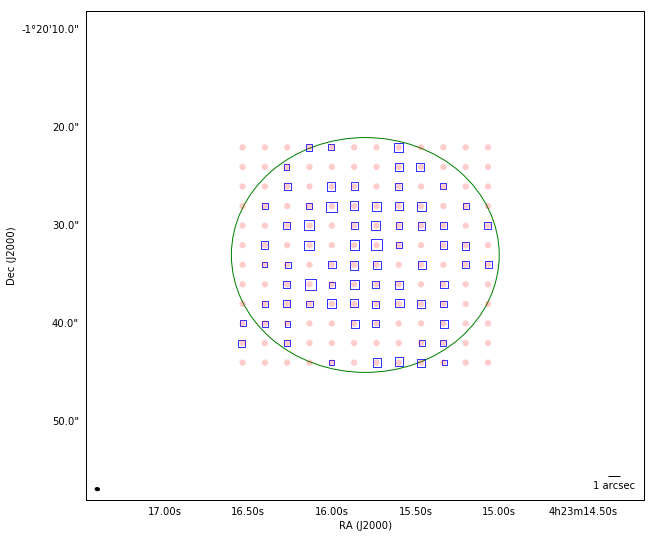 -1°20'10.0"
20.0"
30.0"
40.0"
50.0"
Dec (J2000)
1 arcsec
17.00s
16.50s
16.00s
15.50s
15.00s
4h23m14.50s
RA (J2000)